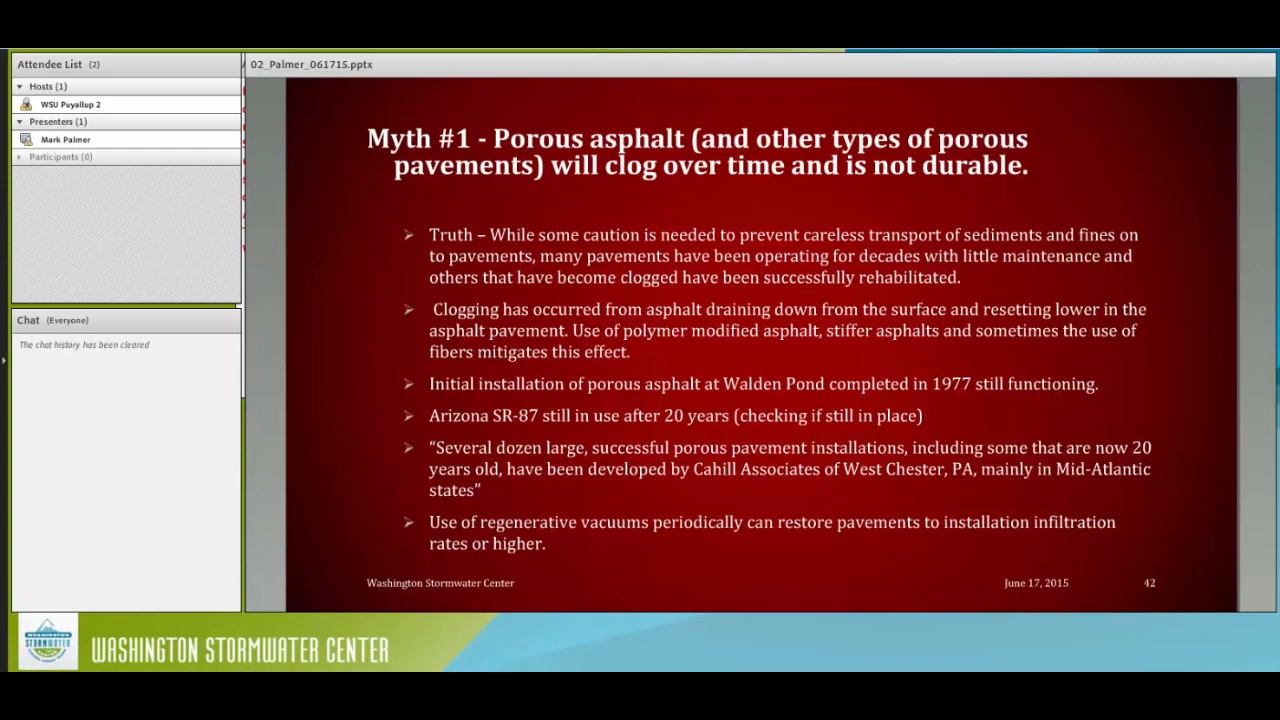 Attendee List (2)
Hosts (1)
WSU Puyallup 2
Presenters (1)
Mark Palmer
Participants (0)
Chat (Everyone)
The chat history has been cleared
02_Palmer_061715.pptx
Myth #1 - Porous asphalt (and other types of porous
pavements) will clog over time and is not durable.
Truth – While some caution is needed to prevent careless transport of sediments and fines on
to pavements, many pavements have been operating for decades with little maintenance and
others that have become clogged have been successfully rehabilitated.
Clogging has occurred from asphalt draining down from the surface and resetting lower in the
asphalt pavement. Use of polymer modified asphalt, stiffer asphalts and sometimes the use of
fibers mitigates this effect.
Initial installation of porous asphalt at Walden Pond completed in 1977 still functioning.
Arizona SR-87 still in use after 20 years (checking if still in place)
“Several dozen large, successful porous pavement installations, including some that are now 20
years old, have been developed by Cahill Associates of West Chester, PA, mainly in Mid-Atlantic
states”
Use of regenerative vacuums periodically can restore pavements to installation infiltration
rates or higher.
Washington Stormwater Center
June 17, 2015
42
WASHINGTON
STORMWATER
WASHINGTON STORMWATER CENTER